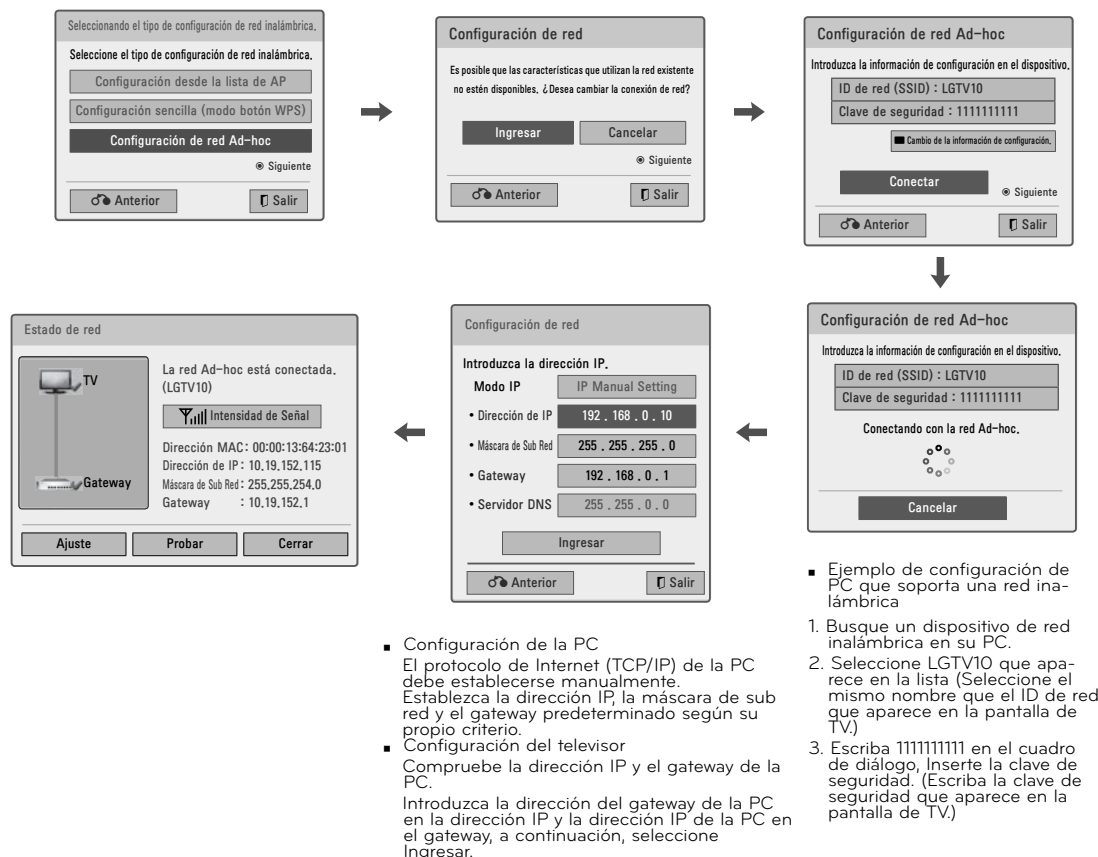 Seleccionando el tipo de configuración de red inalámbrica.
Seleccione el tipo de configuración de red inalámbrica.
Configuración desde la lista de AP
Configuración sencilla (modo botón WPS)
Configuración de red Ad-hoc
Siguiente
Anterior
Salir
Configuración de red
Es posible que las características que utilizan la red existente
no estén disponibles. ¿Desea cambiar la conexión de red?
Ingresar
Cancelar
Siguiente
Anterior
Salir
Configuración de red Ad-hoc
Introduzca la información de configuración en el dispositivo.
ID de red (SSID) : LGTV10
Clave de seguridad : 1111111111
Cambio de la información de configuración.
Conectar
Siguiente
Anterior
Salir
Configuración de red Ad-hoc
Introduzca la información de configuración en el dispositivo.
ID de red (SSID) : LGTV10
Clave de seguridad : 1111111111
Conectando con la red Ad-hoc.
Cancelar
Configuración de red
Introduzca la dirección IP.
Modo IP IP Manual Setting
• Dirección de IP 192 . 168 . 0 . 10
• Máscara de Sub Red 255 . 255 . 255 . 0
• Gateway 192 . 168 . 0 . 1
• Servidor DNS 255 . 255 . 0 . 0
Ingresar
Anterior
Salir
Estado de red
TV
Gateway
La red Ad-hoc está conectada.
(LGTV10)
Intensidad de Señal
Dirección MAC : 00:00:13:64:23:01
Dirección de IP : 10.19.152.115
Máscara de Sub Red : 255.255.254.0
Gateway : 10.19.152.1
Ajuste
Probar
Cerrar
▪ Ejemplo de configuración de
PC que soporta una red ina-
lámbrica
1. Busque un dispositivo de red
inalámbrica en su PC.
2. Seleccione LGTV10 que apa-
rece en la lista (Seleccione el
mismo nombre que el ID de red
que aparece en la pantalla de
TV.)
3. Escriba 1111111111 en el cuadro
de diálogo, Inserte la clave de
seguridad. (Escriba la clave de
seguridad que aparece en la
pantalla de TV.)
▪ Configuración de la PC
El protocolo de Internet (TCP/IP) de la PC
debe establecerse manualmente.
Establezca la dirección IP, la máscara de sub
red y el gateway predeterminado según su
propio criterio.
▪ Configuración del televisor
Compruebe la dirección IP y el gateway de la
PC.
Introduzca la dirección del gateway de la PC
en la dirección IP y la dirección IP de la PC en
el gateway, a continuación, seleccione
Ingresar.